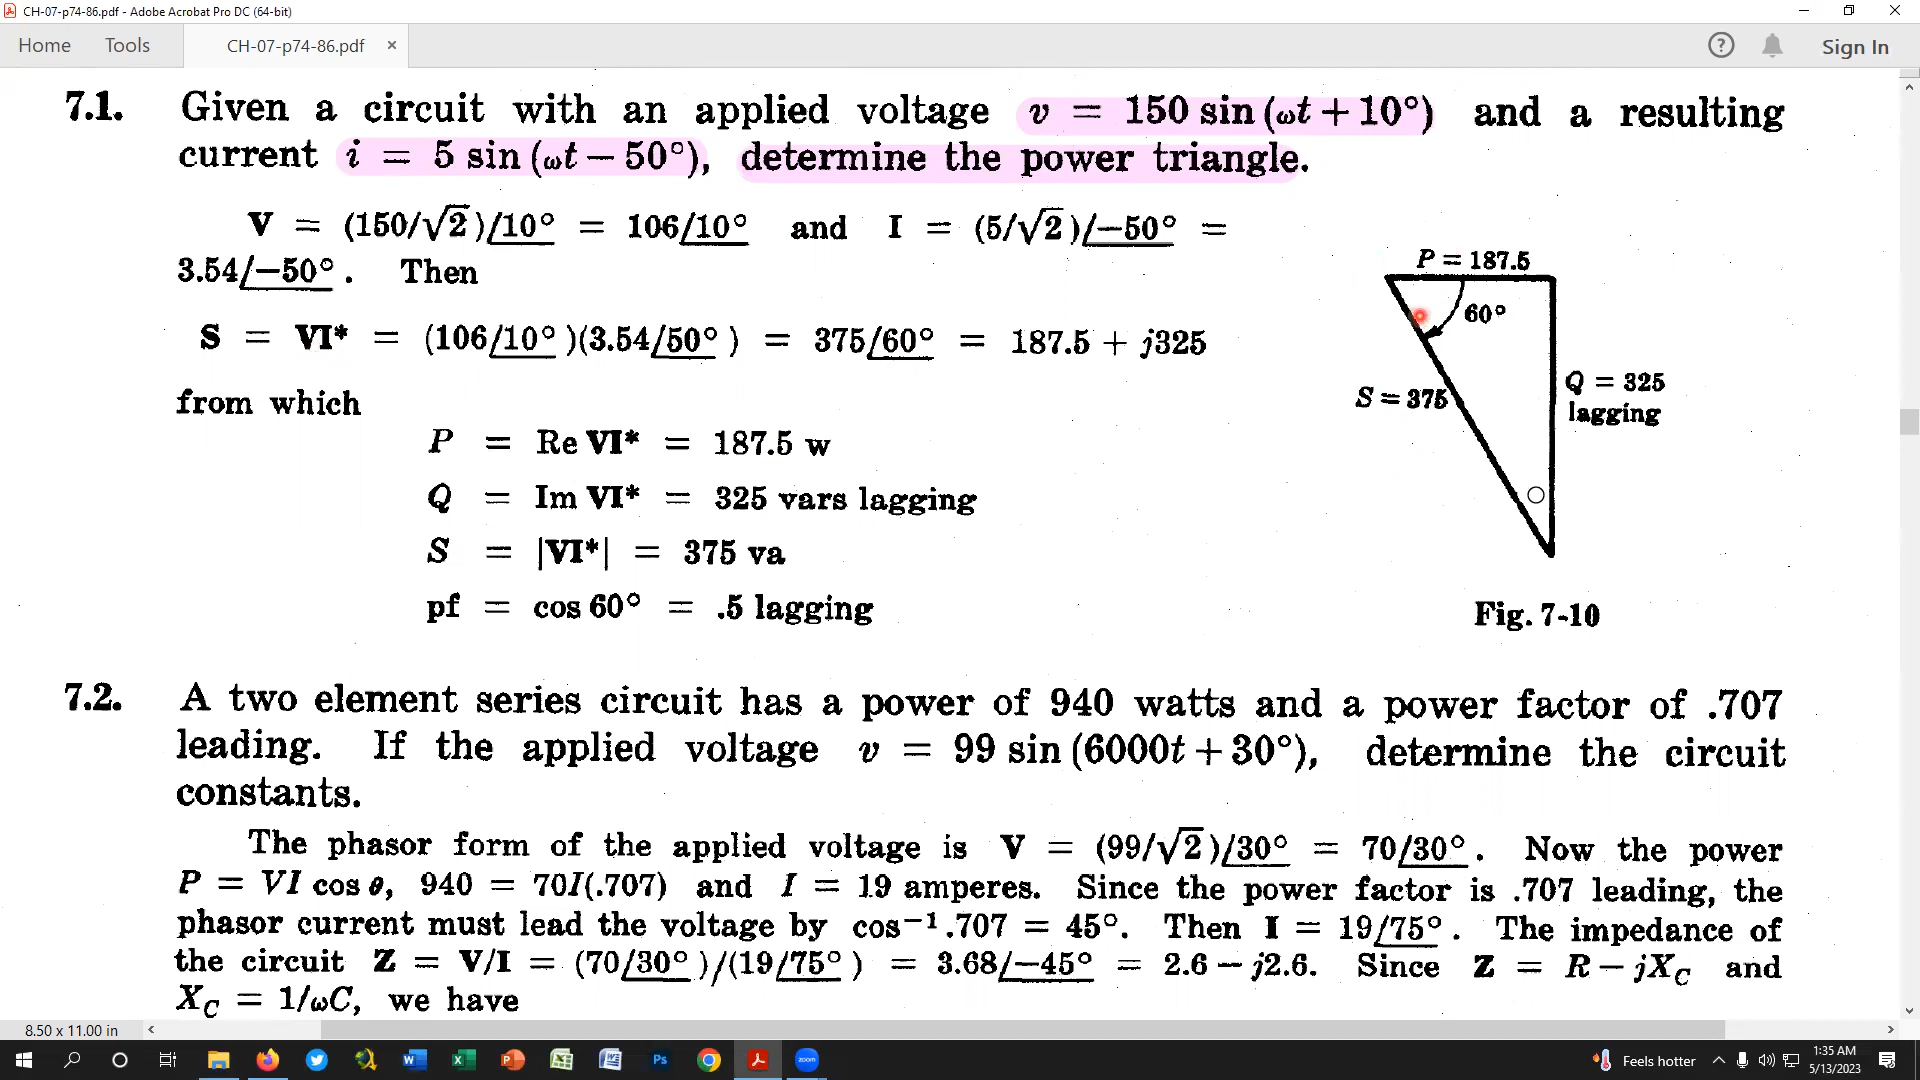 CH-07-p74-86.pdf - Adobe Acrobat Pro DC (64-bit)
Home Tools CH-07-p74-86.pdf × ? Sign In
7.1. Given a circuit with an applied voltage v = 150 sin (ωt + 10°) and a resulting
current i = 5 sin (ωt − 50°), determine the power triangle.
V = (150/√2)/10° = 106/10° and I = (5/√2)/−50° =
3.54/−50°. Then
S = VI* = (106/10°)(3.54/50°) = 375/60° = 187.5 + j325
from which
P = Re VI* = 187.5 w
Q = Im VI* = 325 vars lagging
S = |VI*| = 375 va
pf = cos 60° = .5 lagging
P = 187.5
60°
S = 375
Q = 325
lagging
Fig. 7-10
7.2. A two element series circuit has a power of 940 watts and a power factor of .707
leading. If the applied voltage v = 99 sin (6000t + 30°), determine the circuit
constants.
The phasor form of the applied voltage is V = (99/√2)/30° = 70/30°. Now the power
P = VI cos θ, 940 = 70I(.707) and I = 19 amperes. Since the power factor is .707 leading, the
phasor current must lead the voltage by cos⁻¹ .707 = 45°. Then I = 19/75°. The impedance of
the circuit Z = V/I = (70/30°)/(19/75°) = 3.68/−45° = 2.6 − j2.6. Since Z = R − jX_C and
X_C = 1/ωC, we have
8.50 x 11.00 in
Feels hotter
1:35 AM
5/13/2023
zoom
Ps